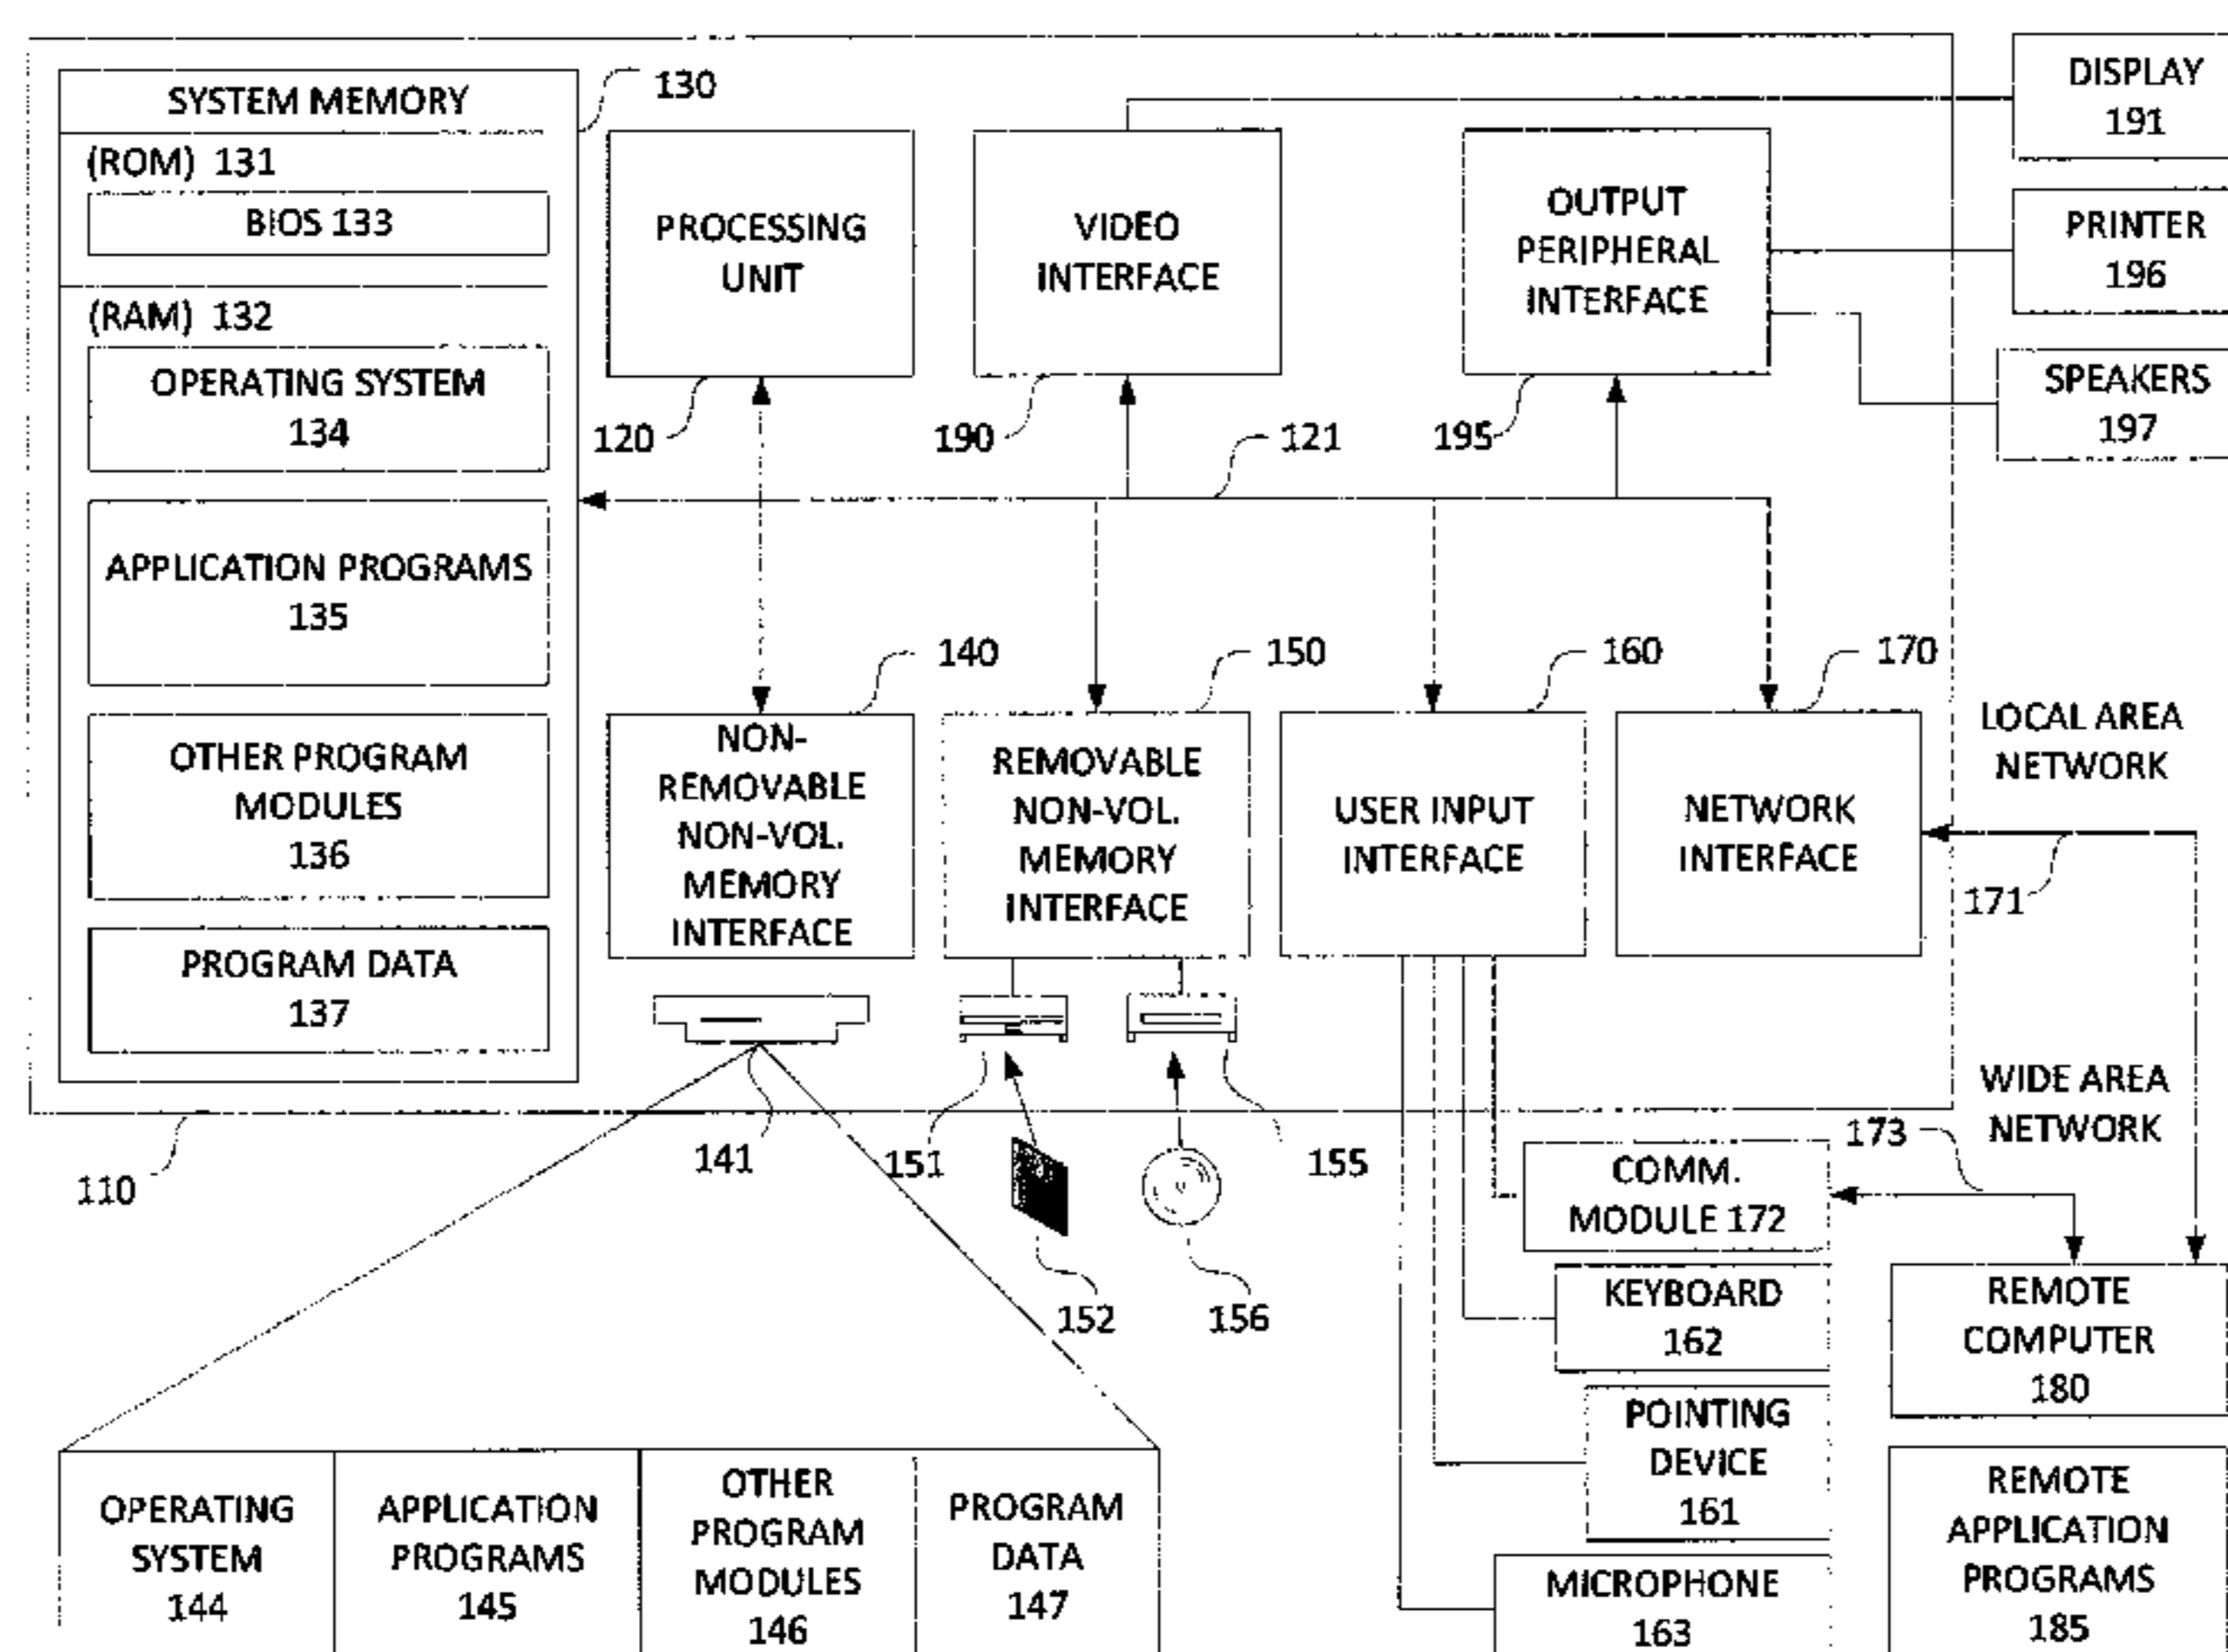 SYSTEM MEMORY
130
(ROM) 131
BIOS 133
(RAM) 132
OPERATING SYSTEM
134
APPLICATION PROGRAMS
135
OTHER PROGRAM
MODULES
136
PROGRAM DATA
137
PROCESSING
UNIT
120
VIDEO
INTERFACE
190
121
OUTPUT
PERIPHERAL
INTERFACE
195
DISPLAY
191
PRINTER
196
SPEAKERS
197
140
NON-
REMOVABLE
NON-VOL.
MEMORY
INTERFACE
150
REMOVABLE
NON-VOL.
MEMORY
INTERFACE
160
USER INPUT
INTERFACE
170
NETWORK
INTERFACE
LOCAL AREA
NETWORK
171
WIDE AREA
NETWORK
173
110
141
151
155
152
156
COMM.
MODULE 172
KEYBOARD
162
POINTING
DEVICE
161
MICROPHONE
163
REMOTE
COMPUTER
180
REMOTE
APPLICATION
PROGRAMS
185
OPERATING
SYSTEM
144
APPLICATION
PROGRAMS
145
OTHER
PROGRAM
MODULES
146
PROGRAM
DATA
147